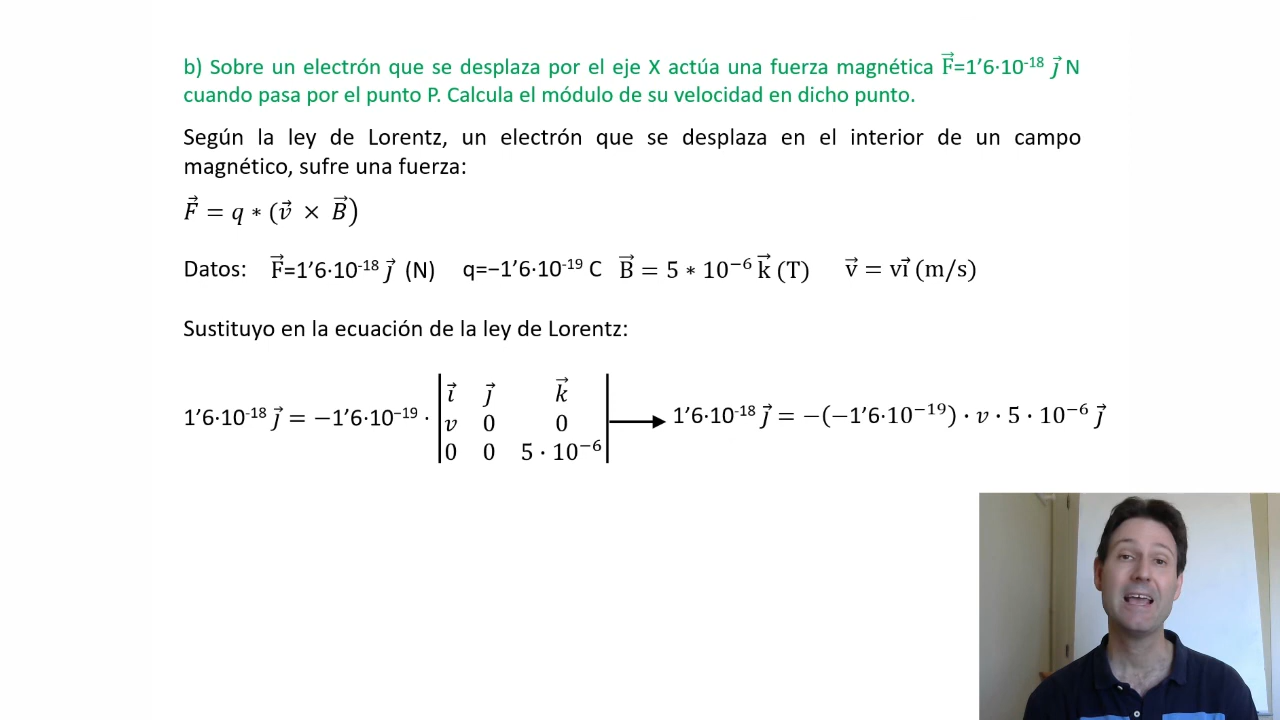 b) Sobre un electrón que se desplaza por el eje X actúa una fuerza magnética F⃗=1’6·10⁻¹⁸ j⃗ N
cuando pasa por el punto P. Calcula el módulo de su velocidad en dicho punto.
Según la ley de Lorentz, un electrón que se desplaza en el interior de un campo
magnético, sufre una fuerza:
F⃗ = q ∗ (v⃗ × B⃗)
Datos: F⃗=1’6·10⁻¹⁸ j⃗ (N) q=−1’6·10⁻¹⁹ C B⃗ = 5 ∗ 10⁻⁶ k⃗ (T) v⃗ = vı⃗ (m/s)
Sustituyo en la ecuación de la ley de Lorentz:
1’6·10⁻¹⁸ j⃗ = −1’6·10⁻¹⁹ · | ı⃗ j⃗ k⃗ |
| v 0 0 |
| 0 0 5 · 10⁻⁶ |
1’6·10⁻¹⁸ j⃗ = −(−1’6·10⁻¹⁹) · v · 5 · 10⁻⁶ j⃗